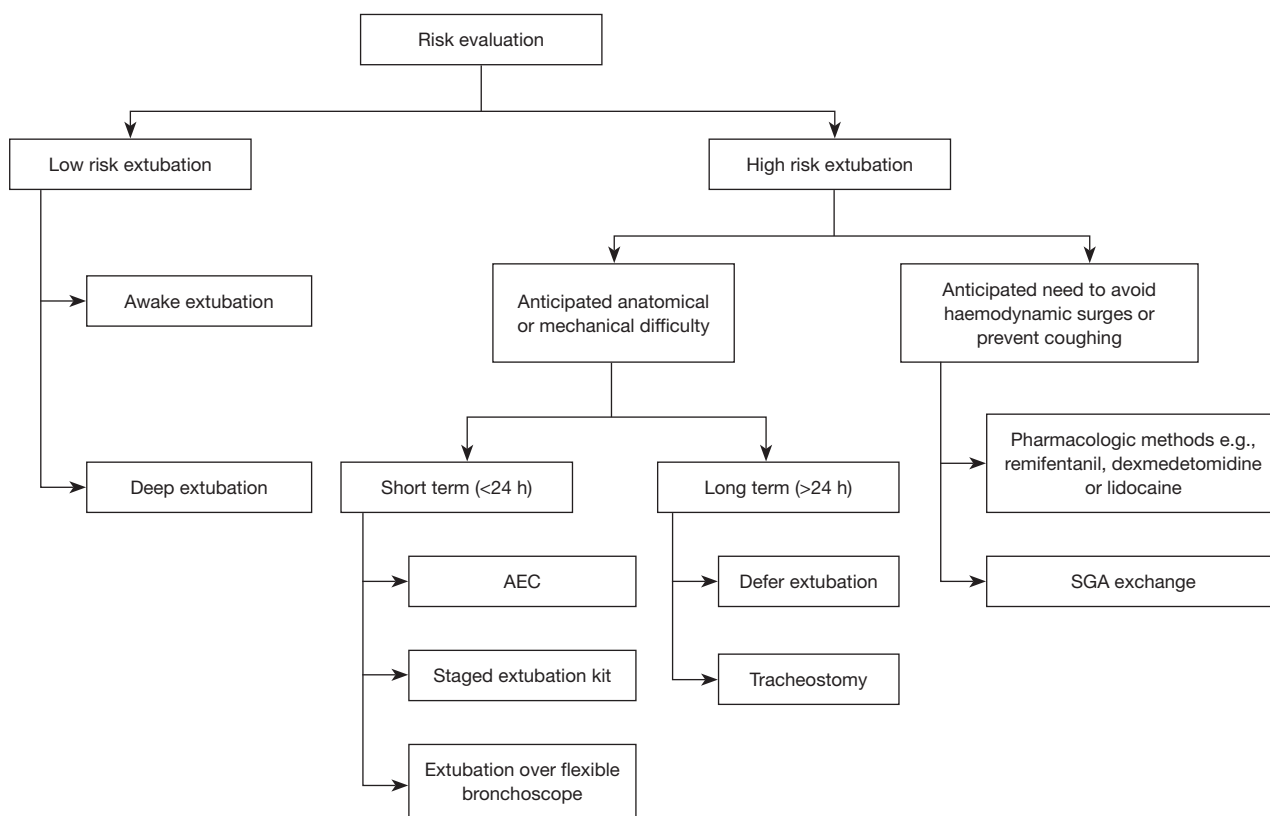 Risk evaluation
Low risk extubation
High risk extubation
Awake extubation
Deep extubation
Anticipated anatomical
or mechanical difficulty
Anticipated need to avoid
haemodynamic surges or
prevent coughing
Short term (<24 h)
Long term (>24 h)
AEC
Staged extubation kit
Extubation over flexible
bronchoscope
Defer extubation
Tracheostomy
Pharmacologic methods e.g.,
remifentanil, dexmedetomidine
or lidocaine
SGA exchange